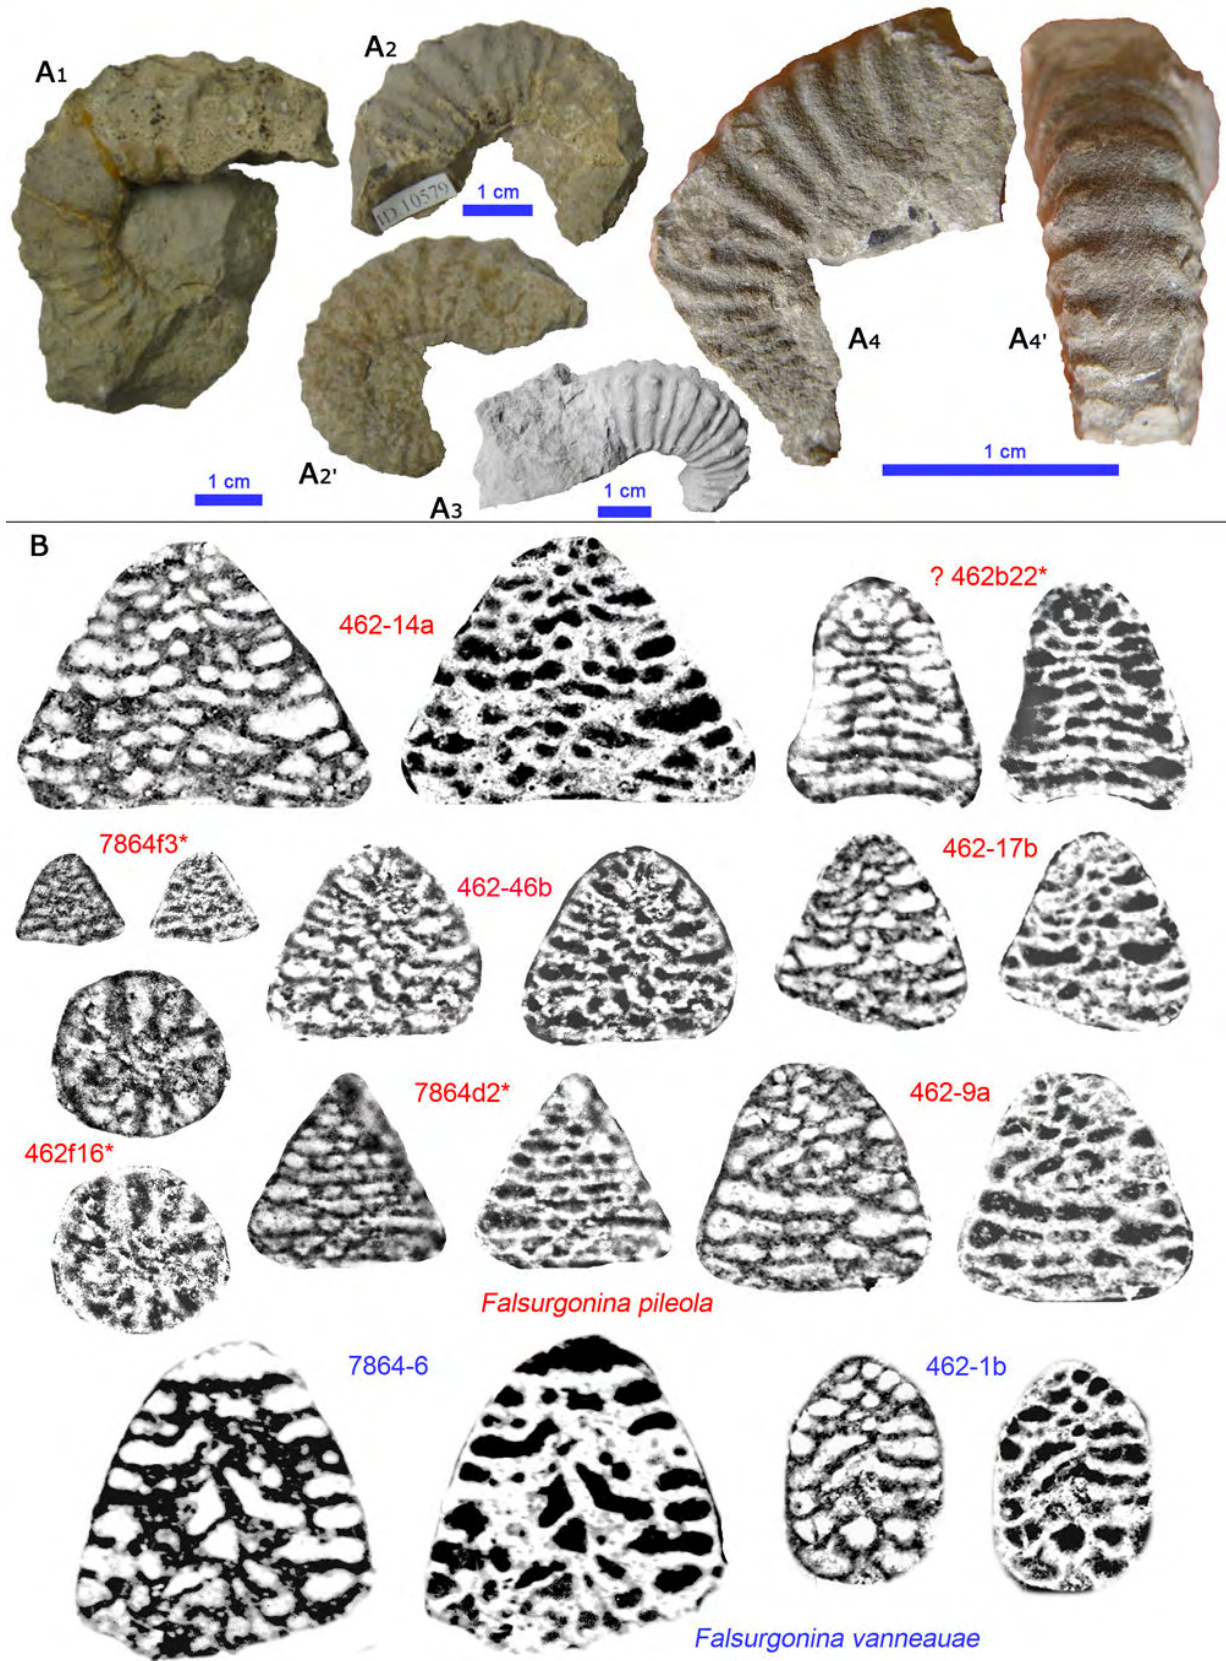 A1
A2
HD 10579
1 cm
A4
A4'
A2'
1 cm
A3
1 cm
1 cm
B
462-14a
? 462b22*
7864f3*
462-46b
462-17b
7864d2*
462-9a
462f16*
Falsurgonina pileola
7864-6
462-1b
Falsurgonina vanneauae